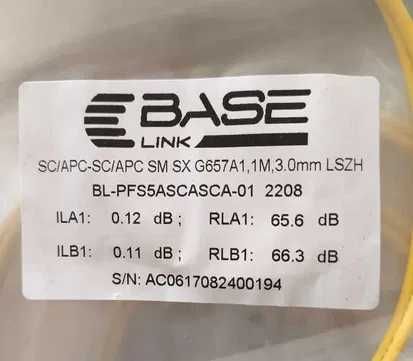 BASE
LINK
SC/APC-SC/APC SM SX G657A1,1M,3.0mm LSZH
BL-PFS5ASCASCA-01 2208
ILA1: 0.12 dB ; RLA1: 65.6 dB
ILB1: 0.11 dB ; RLB1: 66.3 dB
S/N: AC0617082400194